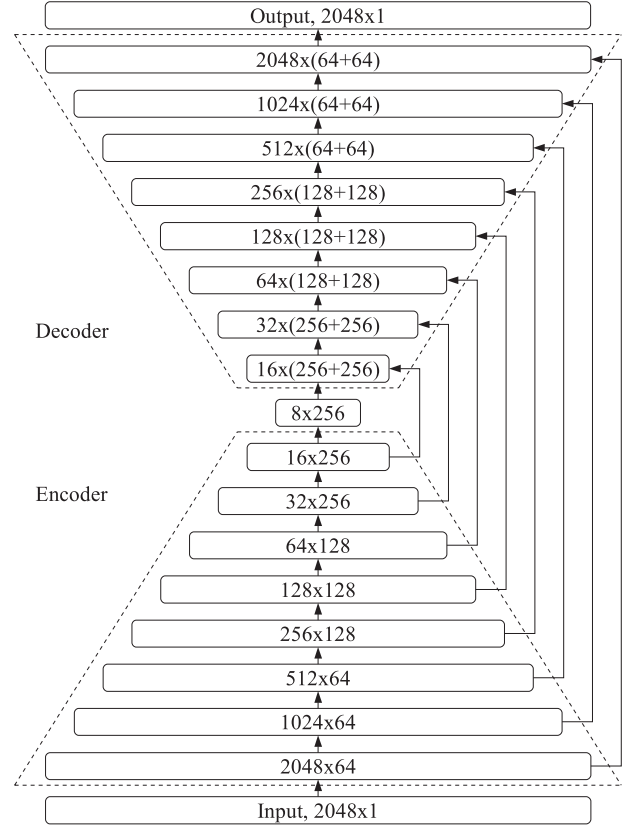 Output, 2048x1
2048x(64+64)
1024x(64+64)
512x(64+64)
256x(128+128)
128x(128+128)
64x(128+128)
Decoder
32x(256+256)
16x(256+256)
8x256
16x256
Encoder
32x256
64x128
128x128
256x128
512x64
1024x64
2048x64
Input, 2048x1